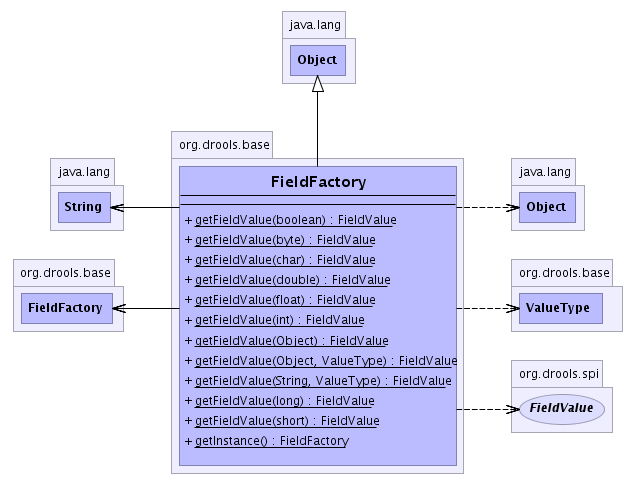 java.lang
Object
org.drools.base
FieldFactory
java.lang
String
java.lang
Object
+ getFieldValue(boolean) : FieldValue
+ getFieldValue(byte) : FieldValue
+ getFieldValue(char) : FieldValue
+ getFieldValue(double) : FieldValue
+ getFieldValue(float) : FieldValue
+ getFieldValue(int) : FieldValue
+ getFieldValue(Object) : FieldValue
+ getFieldValue(Object, ValueType) : FieldValue
+ getFieldValue(String, ValueType) : FieldValue
+ getFieldValue(long) : FieldValue
+ getFieldValue(short) : FieldValue
+ getInstance() : FieldFactory
org.drools.base
FieldFactory
org.drools.base
ValueType
org.drools.spi
FieldValue